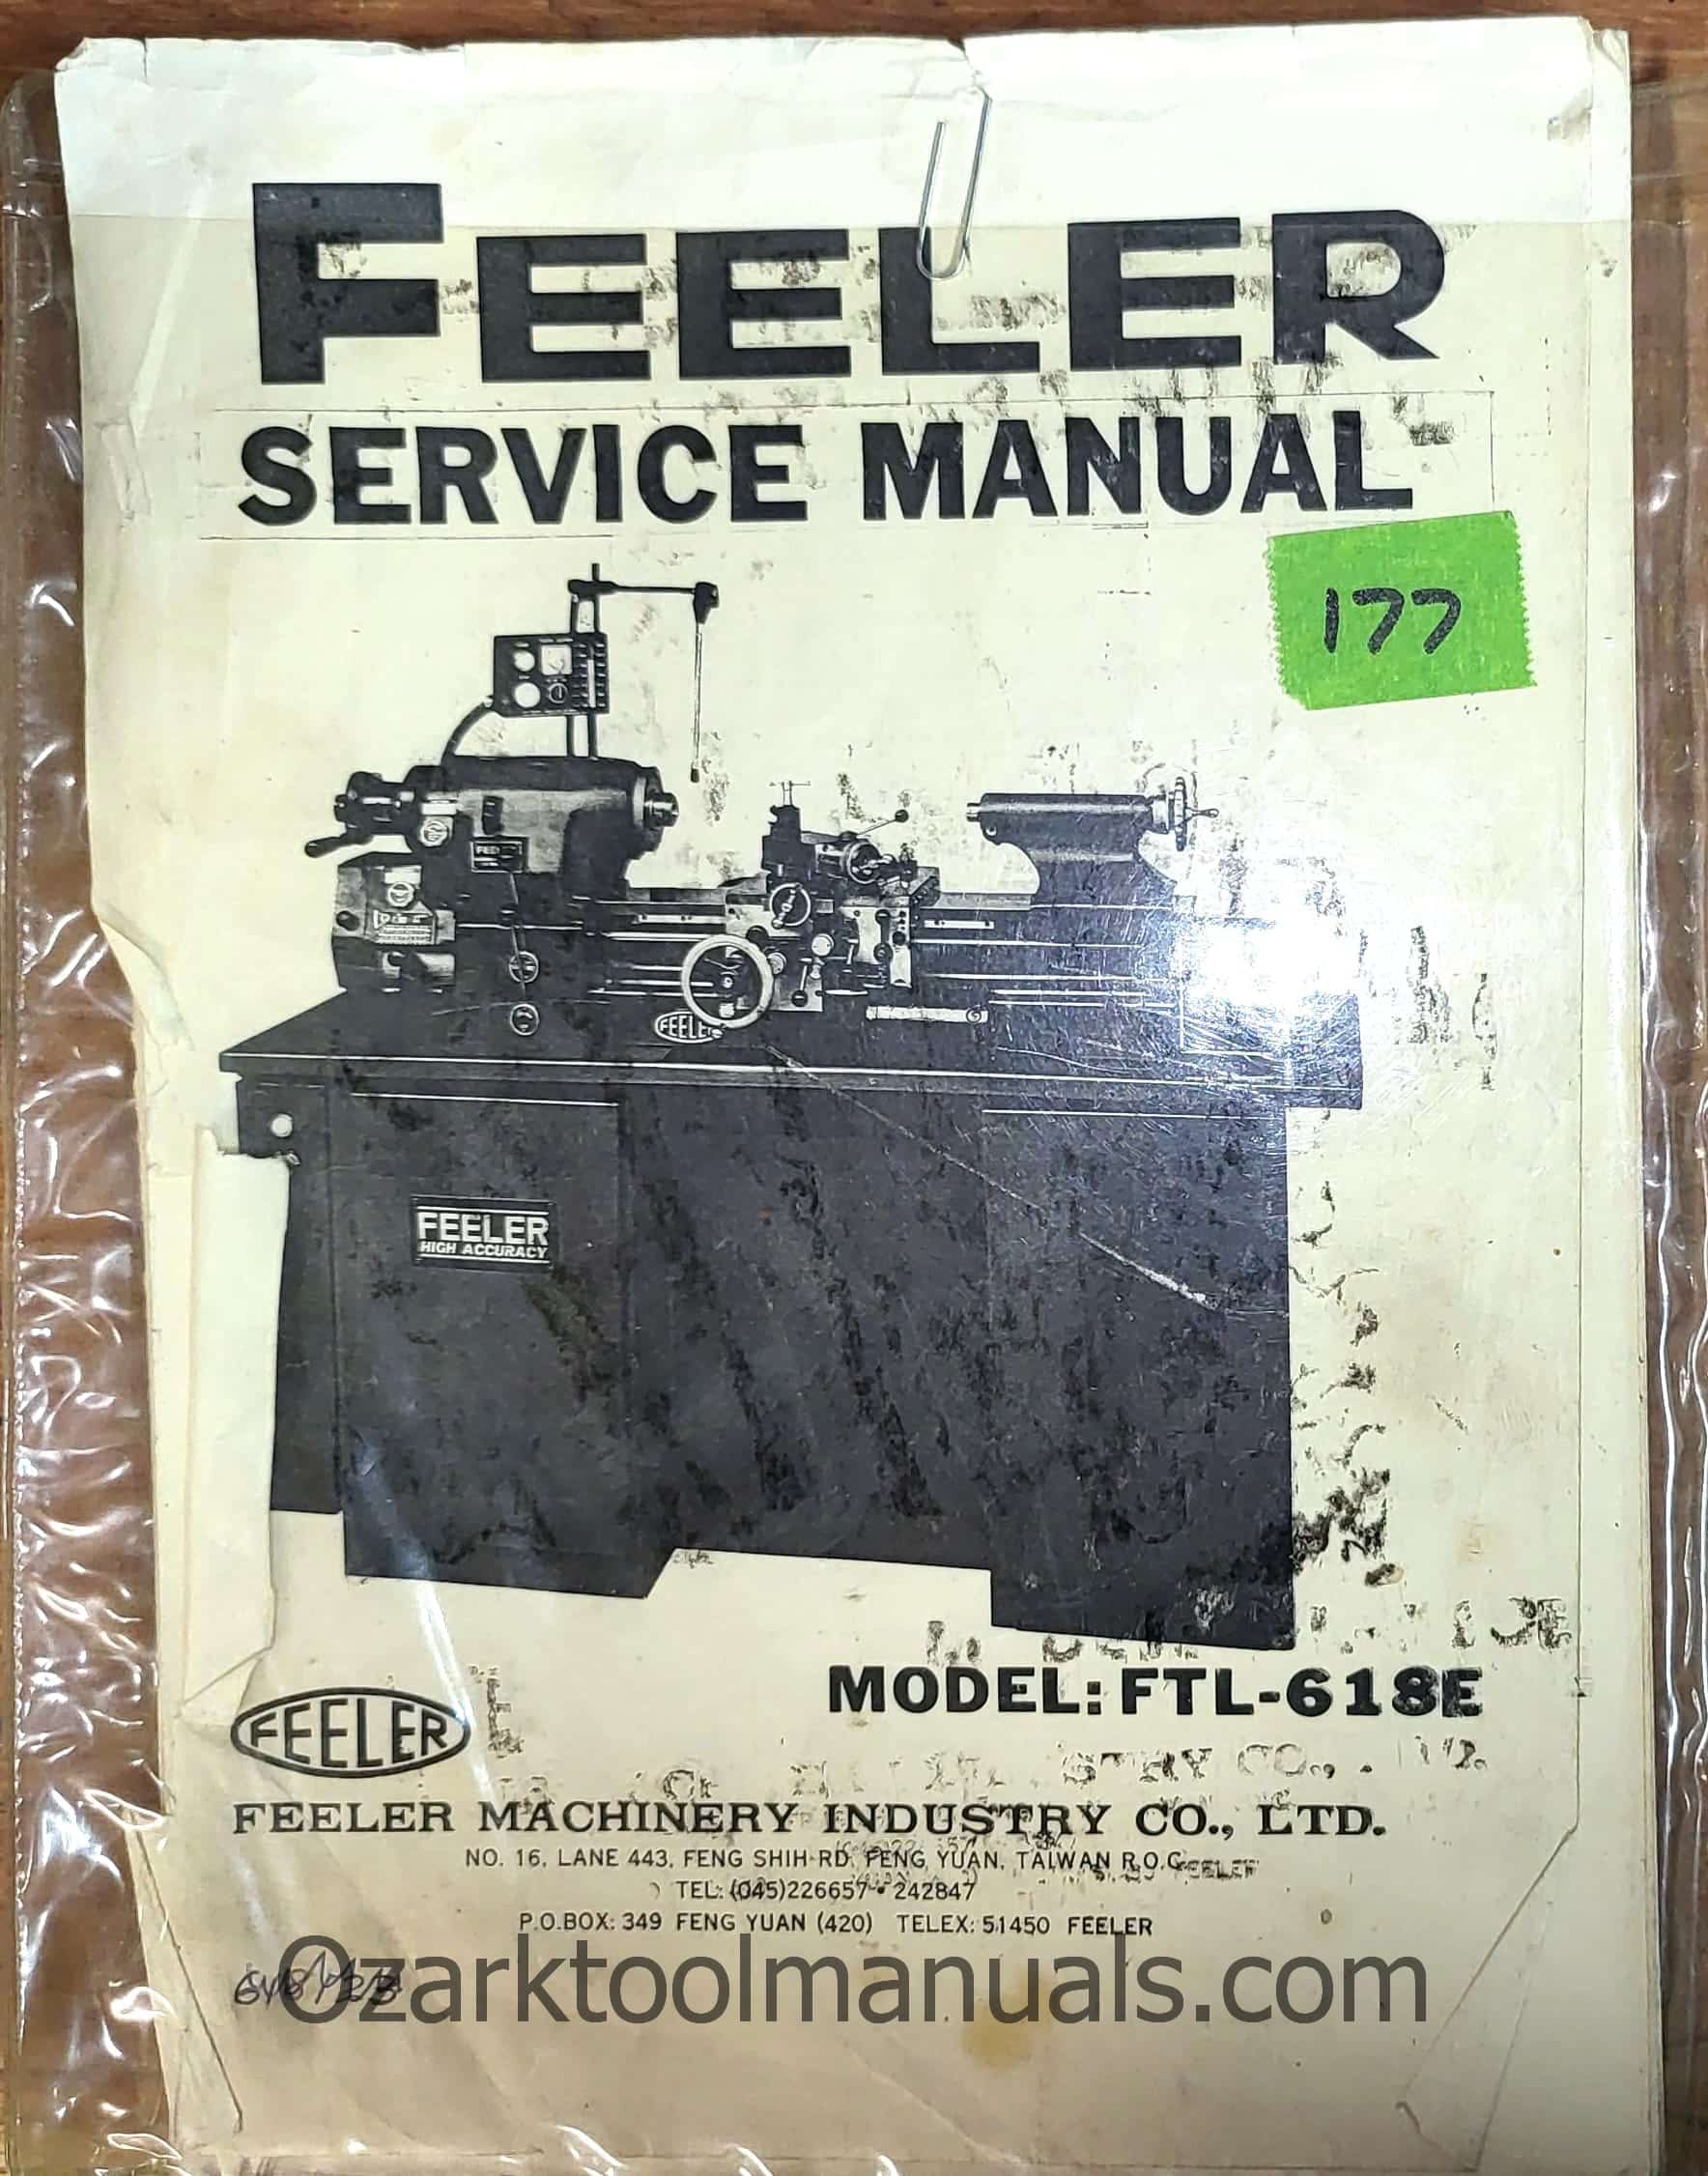 FEELER
SERVICE MANUAL
177
FEELER
FEELER
HIGH ACCURACY
MODEL: FTL-618E
FEELER
FEELER MACHINERY INDUSTRY CO., LTD.
NO. 16, LANE 443, FENG SHIH RD, FENG YUAN, TAIWAN R.O.C.
TEL: (045)226657 • 242847
P.O.BOX: 349 FENG YUAN (420) TELEX: 51450 FEELER
Ozarktoolmanuals.com